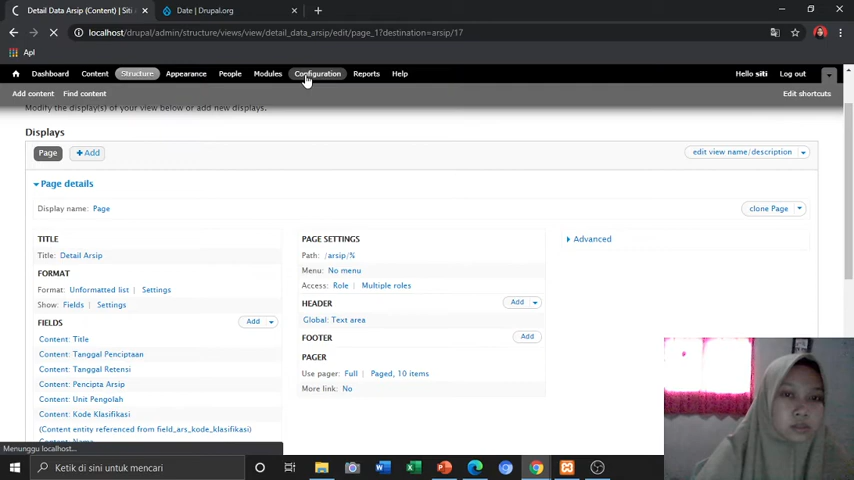 Detail Data Arsip (Content) | Siti
Date | Drupal.org
localhost/drupal/admin/structure/views/view/detail_data_arsip/edit/page_1?destination=arsip/17
Apl
Dashboard Content Structure Appearance People Modules Configuration Reports Help Hello siti Log out
Add content Find content Edit shortcuts
Modify the display(s) of your view below or add new displays.
Displays
Page + Add edit view name/description
Page details
Display name: Page clone Page
TITLE PAGE SETTINGS Advanced
Title: Detail Arsip Path: /arsip/%
FORMAT Menu: No menu
Format: Unformatted list | Settings Access: Role | Multiple roles
Show: Fields | Settings HEADER Add
FIELDS Add Global: Text area
Content: Title FOOTER Add
Content: Tanggal Penciptaan PAGER
Content: Tanggal Retensi Use pager: Full | Paged, 10 items
Content: Pencipta Arsip More link: No
Content: Unit Pengolah
Content: Kode Klasifikasi
(Content entity referenced from field_ars_kode_klasifikasi)
Content: Name
Menunggu localhost...
Ketik di sini untuk mencari